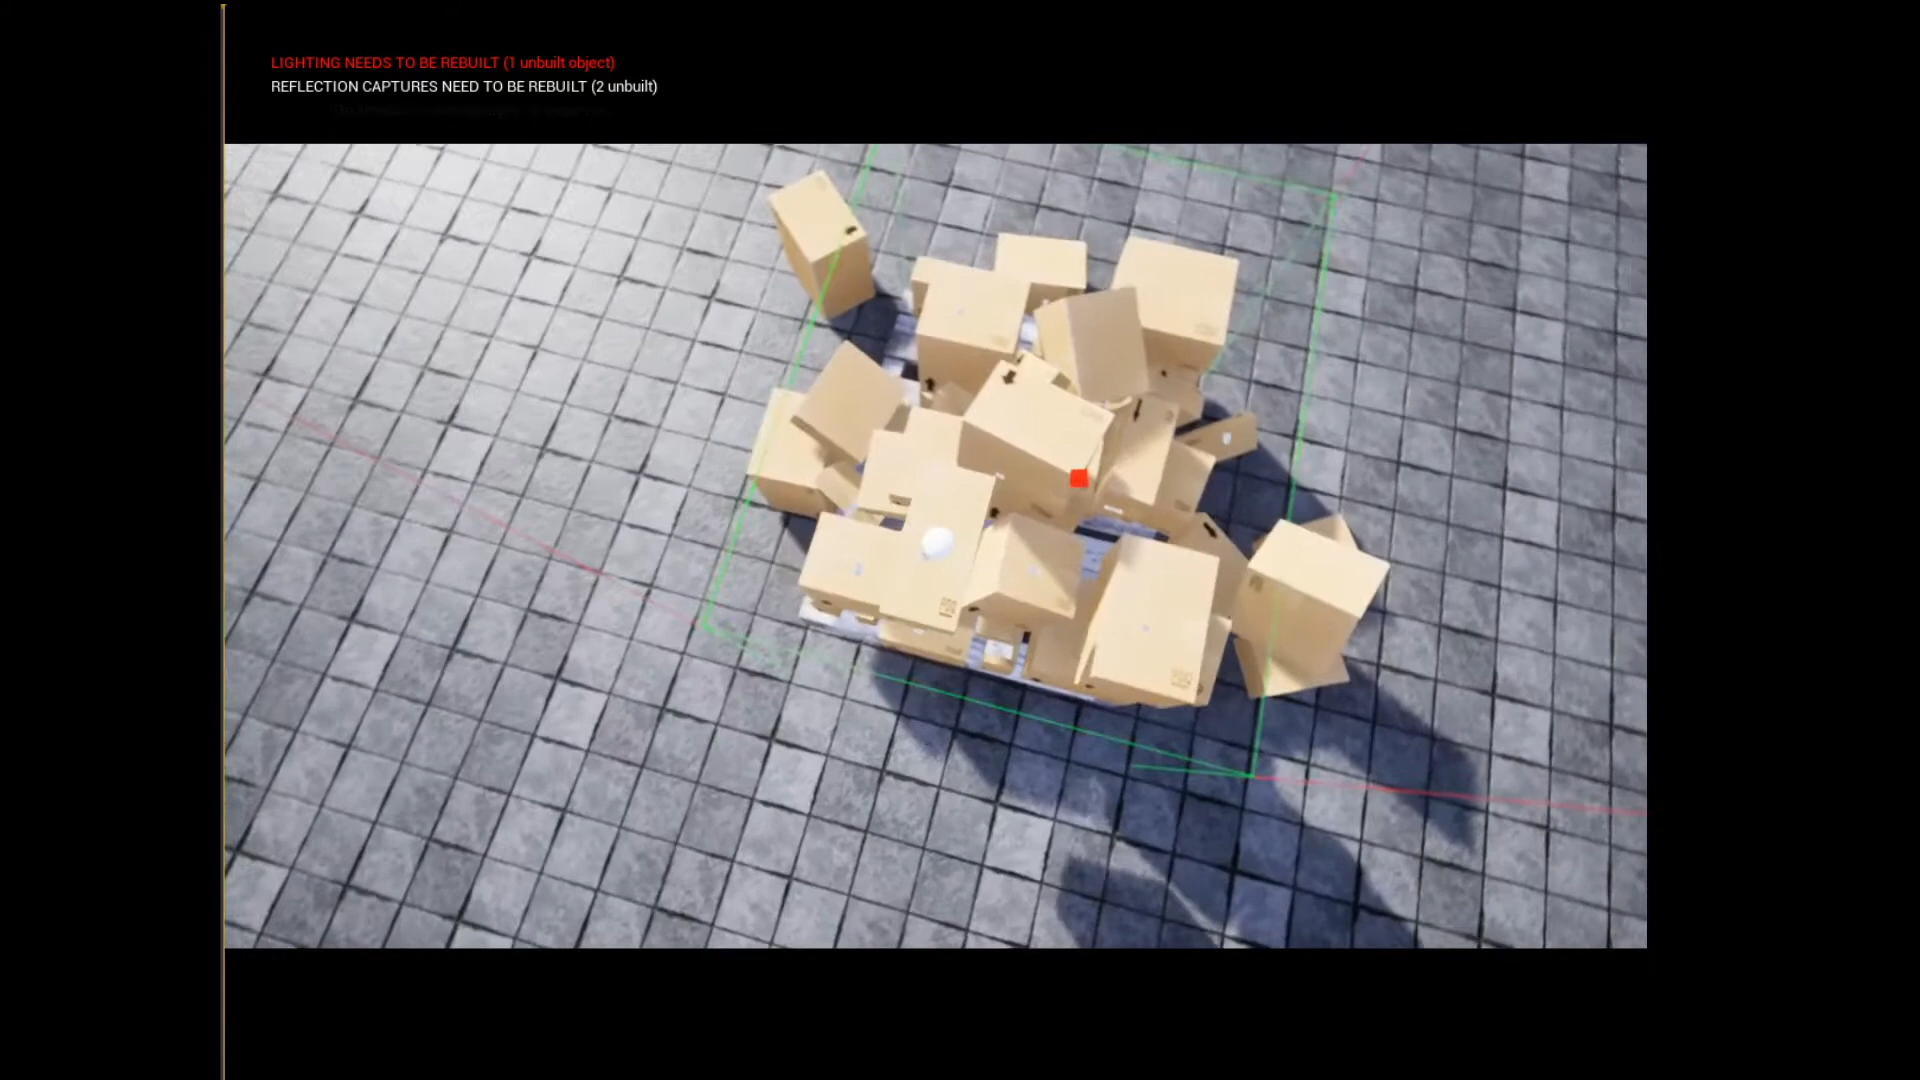 LIGHTING NEEDS TO BE REBUILT (1 unbuilt object)
REFLECTION CAPTURES NEED TO BE REBUILT (2 unbuilt)